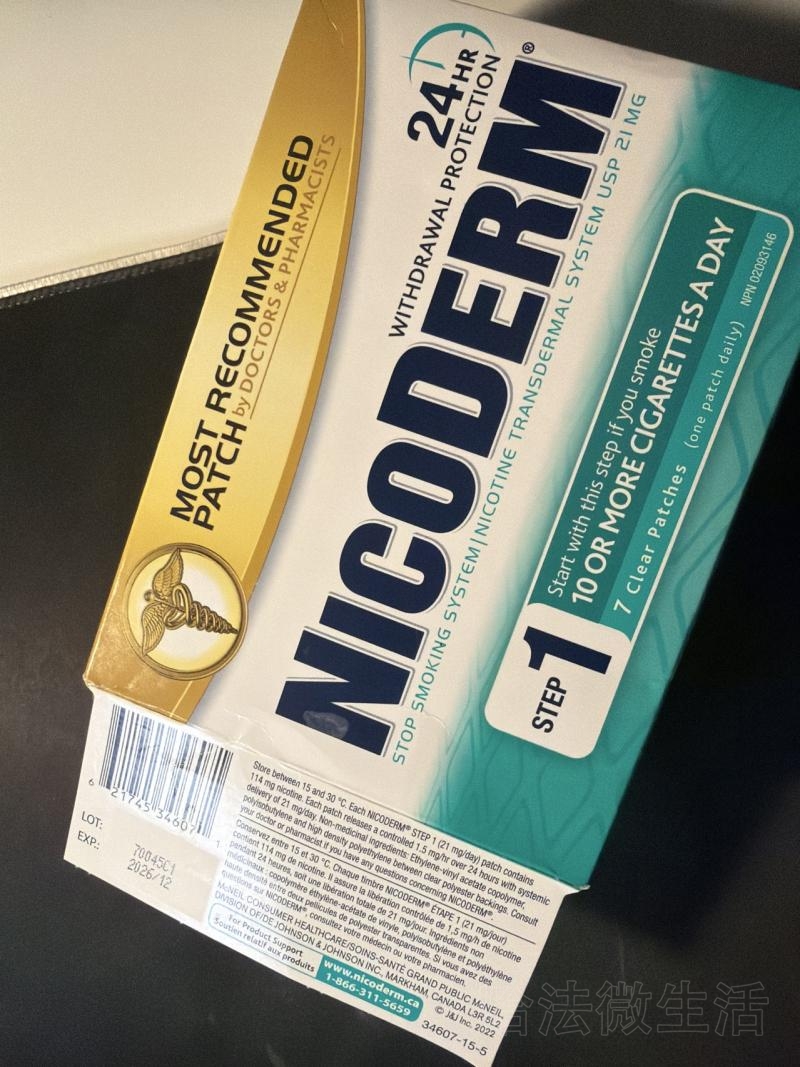 MOST RECOMMENDED
PATCH by DOCTORS & PHARMACISTS
24HR
WITHDRAWAL PROTECTION
NICODERM®
STOP SMOKING SYSTEM|NICOTINE TRANSDERMAL SYSTEM USP 21 MG
STEP 1
Start with this step if you smoke
10 OR MORE CIGARETTES A DAY
7 Clear Patches (one patch daily) NPN 02093146
6 21745 34607 1
LOT: 70045C1
EXP.: 2026/12
Store between 15 and 30 °C. Each NICODERM® STEP 1 (21 mg/day) patch contains
114 mg nicotine. Each patch releases a controlled 1.5 mg/hr over 24 hours with systemic
delivery of 21 mg/day. Non-medicinal ingredients: Ethylene-vinyl acetate copolymer,
polyisobutylene and high density polyethylene between clear polyester backings. Consult
your doctor or pharmacist if you have any questions concerning NICODERM®.
Conservez entre 15 et 30 °C. Chaque timbre NICODERM® ÉTAPE 1 (21 mg/jour)
contient 114 mg de nicotine. Il assure la libération contrôlée de 1,5 mg/h de nicotine
pendant 24 heures, soit une libération totale de 21 mg/jour. Ingrédients non
médicinaux : copolymère éthylène-acétate de vinyle, polyisobutylène et polyéthylène
haute densité entre deux pellicules de polyester transparentes. Si vous avez des
questions sur NICODERM®, consultez votre médecin ou votre pharmacien.
McNEIL CONSUMER HEALTHCARE/SOINS-SANTÉ GRAND PUBLIC McNEIL,
DIVISION OF/DE JOHNSON & JOHNSON INC., MARKHAM, CANADA L3R 5L2
© J&J Inc. 2022
For Product Support
Soutien relatif aux produits
www.nicoderm.ca
1-866-311-5659
34607-15-5
合法微生活